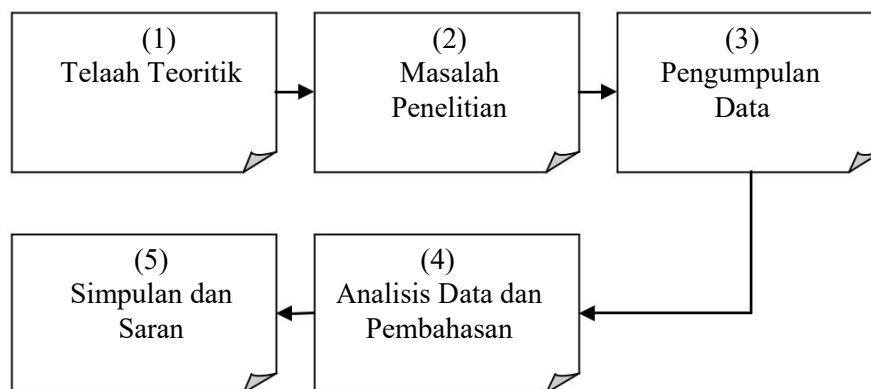 (1)
Telaah Teoritik
(2)
Masalah
Penelitian
(3)
Pengumpulan
Data
(4)
Analisis Data dan
Pembahasan
(5)
Simpulan dan
Saran